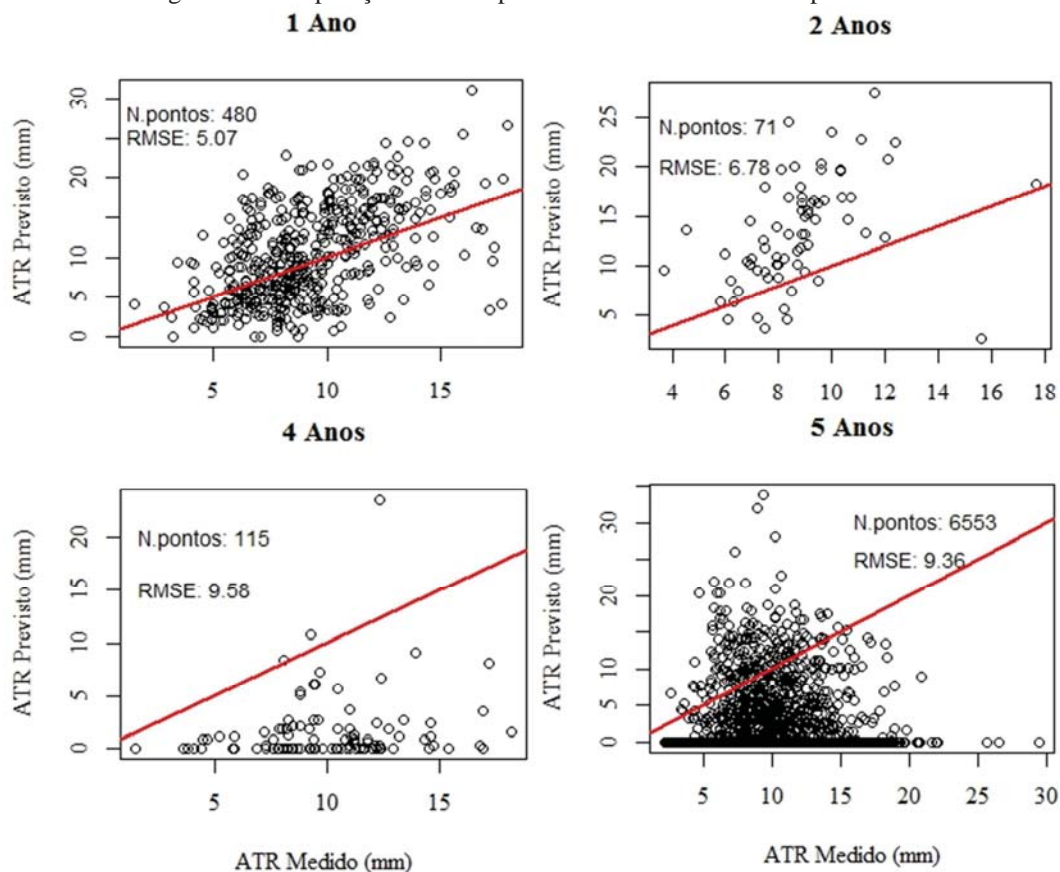 1 Ano
ATR Previsto (mm)
30
20
10
5
0
N.pontos: 480
RMSE: 5.07
5
10
15
2 Anos
ATR Previsto (mm)
25
20
15
10
5
N.pontos: 71
RMSE: 6.78
4
6
8
10
12
14
16
18
4 Anos
ATR Previsto (mm)
20
15
10
5
0
N.pontos: 115
RMSE: 9.58
5
10
15
ATR Medido (mm)
5 Anos
ATR Previsto (mm)
30
20
10
5
0
N.pontos: 6553
RMSE: 9.36
5
10
15
20
25
30
ATR Medido (mm)